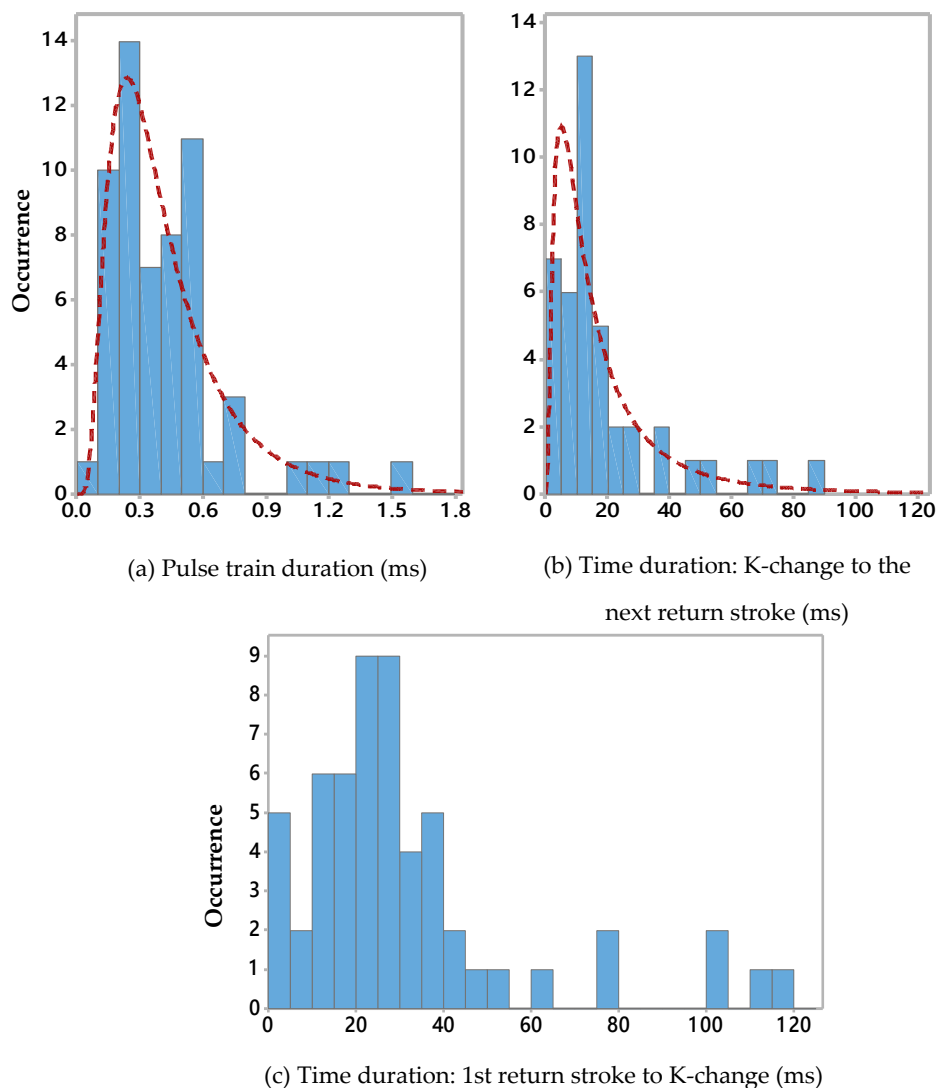 14
12
10
8
6
4
2
0
Occurrence
0.0 0.3 0.6 0.9 1.2 1.5 1.8
(a) Pulse train duration (ms)
14
12
10
8
6
4
2
0
0 20 40 60 80 100 120
(b) Time duration: K-change to the
next return stroke (ms)
9
8
7
6
5
4
3
2
1
0
Occurrence
0 20 40 60 80 100 120
(c) Time duration: 1st return stroke to K-change (ms)